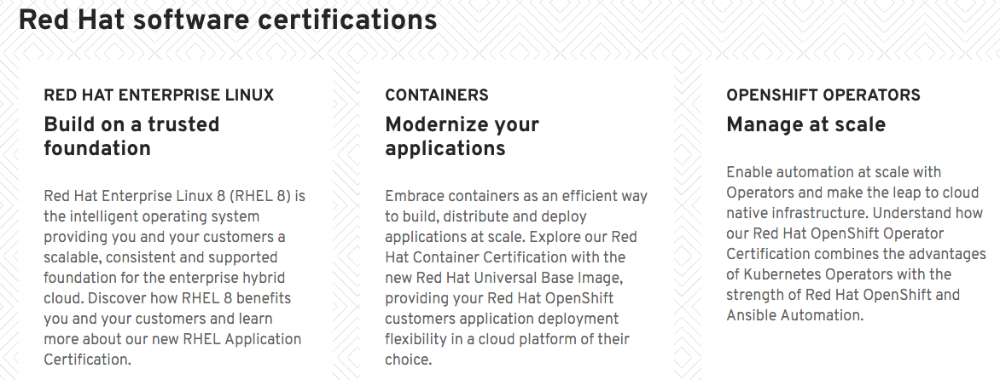 Red Hat software certifications
RED HAT ENTERPRISE LINUX
Build on a trusted
foundation
Red Hat Enterprise Linux 8 (RHEL 8) is
the intelligent operating system
providing you and your customers a
scalable, consistent and supported
foundation for the enterprise hybrid
cloud. Discover how RHEL 8 benefits
you and your customers and learn
more about our new RHEL Application
Certification.
CONTAINERS
Modernize your
applications
Embrace containers as an efficient way
to build, distribute and deploy
applications at scale. Explore our Red
Hat Container Certification with the
new Red Hat Universal Base Image,
providing your Red Hat OpenShift
customers application deployment
flexibility in a cloud platform of their
choice.
OPENSHIFT OPERATORS
Manage at scale
Enable automation at scale with
Operators and make the leap to cloud
native infrastructure. Understand how
our Red Hat OpenShift Operator
Certification combines the advantages
of Kubernetes Operators with the
strength of Red Hat OpenShift and
Ansible Automation.